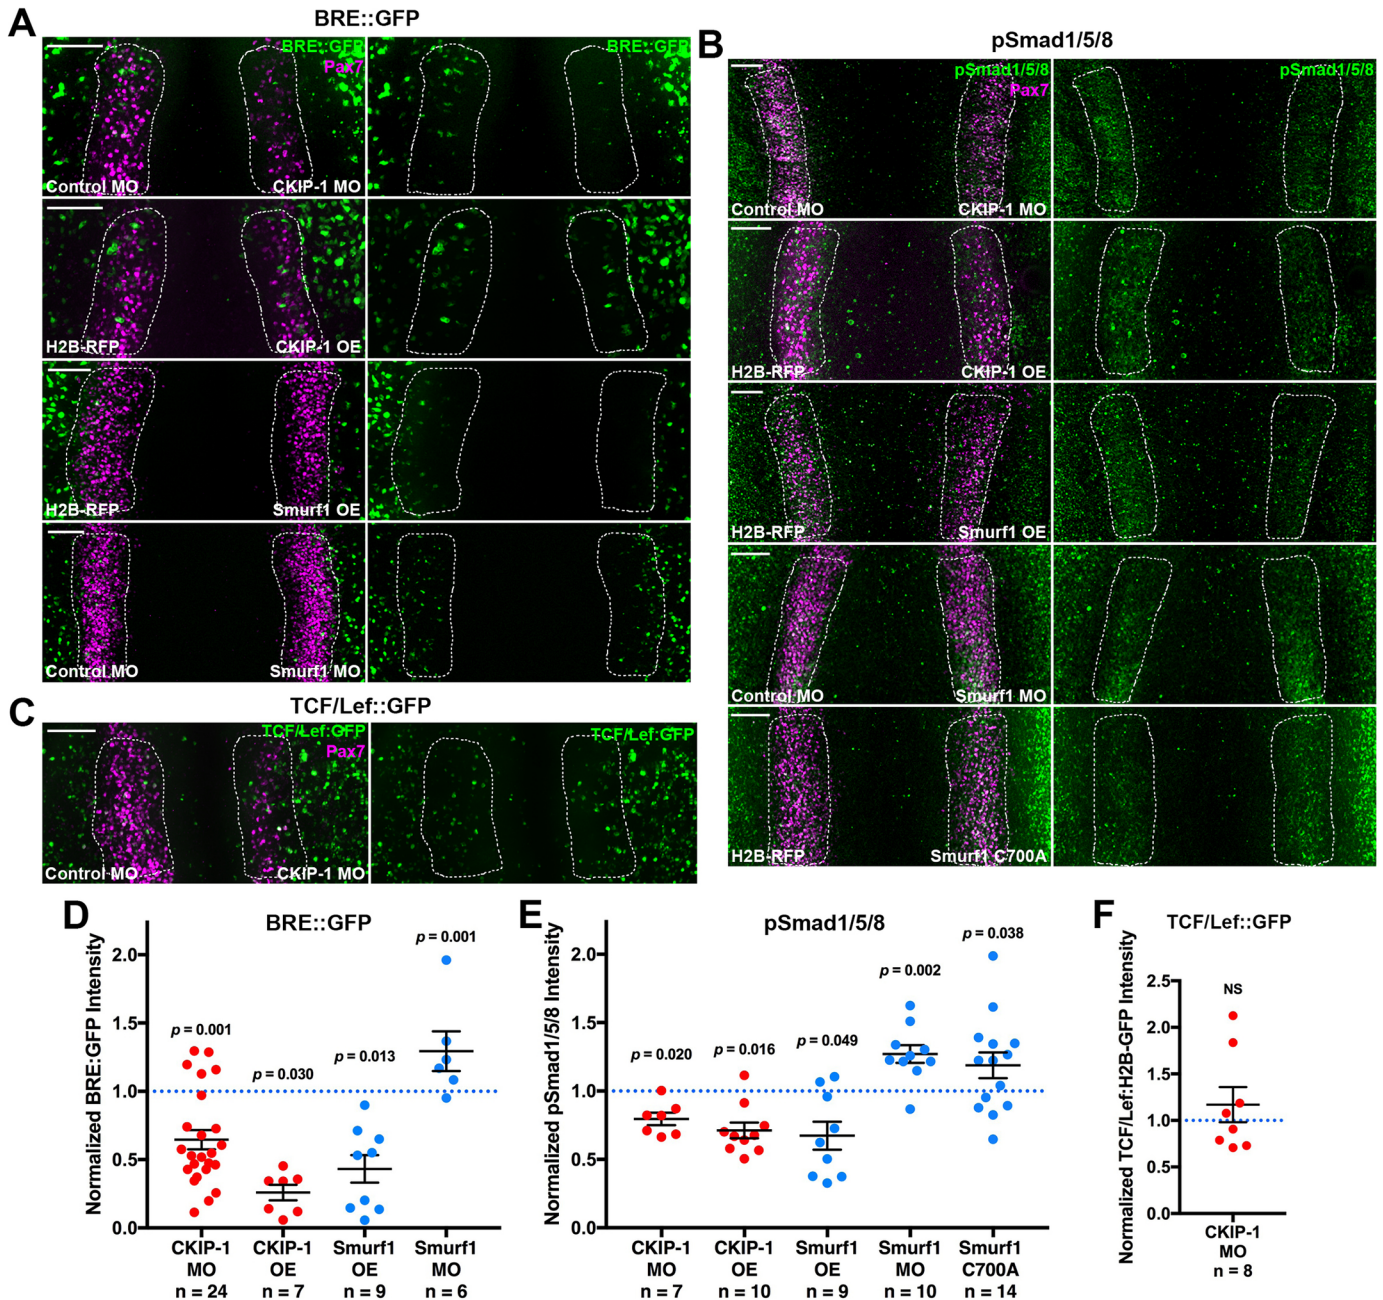 A
BRE::GFP
BRE::GFP
Pax7
BRE::GFP
Control MO
CKIP-1 MO
H2B-RFP
CKIP-1 OE
H2B-RFP
Smurf1 OE
Control MO
Smurf1 MO
B
pSmad1/5/8
pSmad1/5/8
Pax7
pSmad1/5/8
Control MO
CKIP-1 MO
H2B-RFP
CKIP-1 OE
H2B-RFP
Smurf1 OE
Control MO
Smurf1 MO
H2B-RFP
Smurf1 C700A
C
TCF/Lef::GFP
TCF/Lef:GFP
Pax7
TCF/Lef:GFP
Control MO
CKIP-1 MO
D
BRE::GFP
Normalized BRE:GFP Intensity
2.0
1.5
1.0
0.5
0.0
p = 0.001
p = 0.030
p = 0.013
p = 0.001
CKIP-1
MO
n = 24
CKIP-1
OE
n = 7
Smurf1
OE
n = 9
Smurf1
MO
n = 6
E
pSmad1/5/8
Normalized pSmad1/5/8 Intensity
2.0
1.5
1.0
0.5
0.0
p = 0.020
p = 0.016
p = 0.049
p = 0.002
p = 0.038
CKIP-1
MO
n = 7
CKIP-1
OE
n = 10
Smurf1
OE
n = 9
Smurf1
MO
n = 10
Smurf1
C700A
n = 14
F
TCF/Lef::GFP
Normalized TCF/Lef:H2B-GFP Intensity
2.5
2.0
1.5
1.0
0.5
0.0
NS
CKIP-1
MO
n = 8